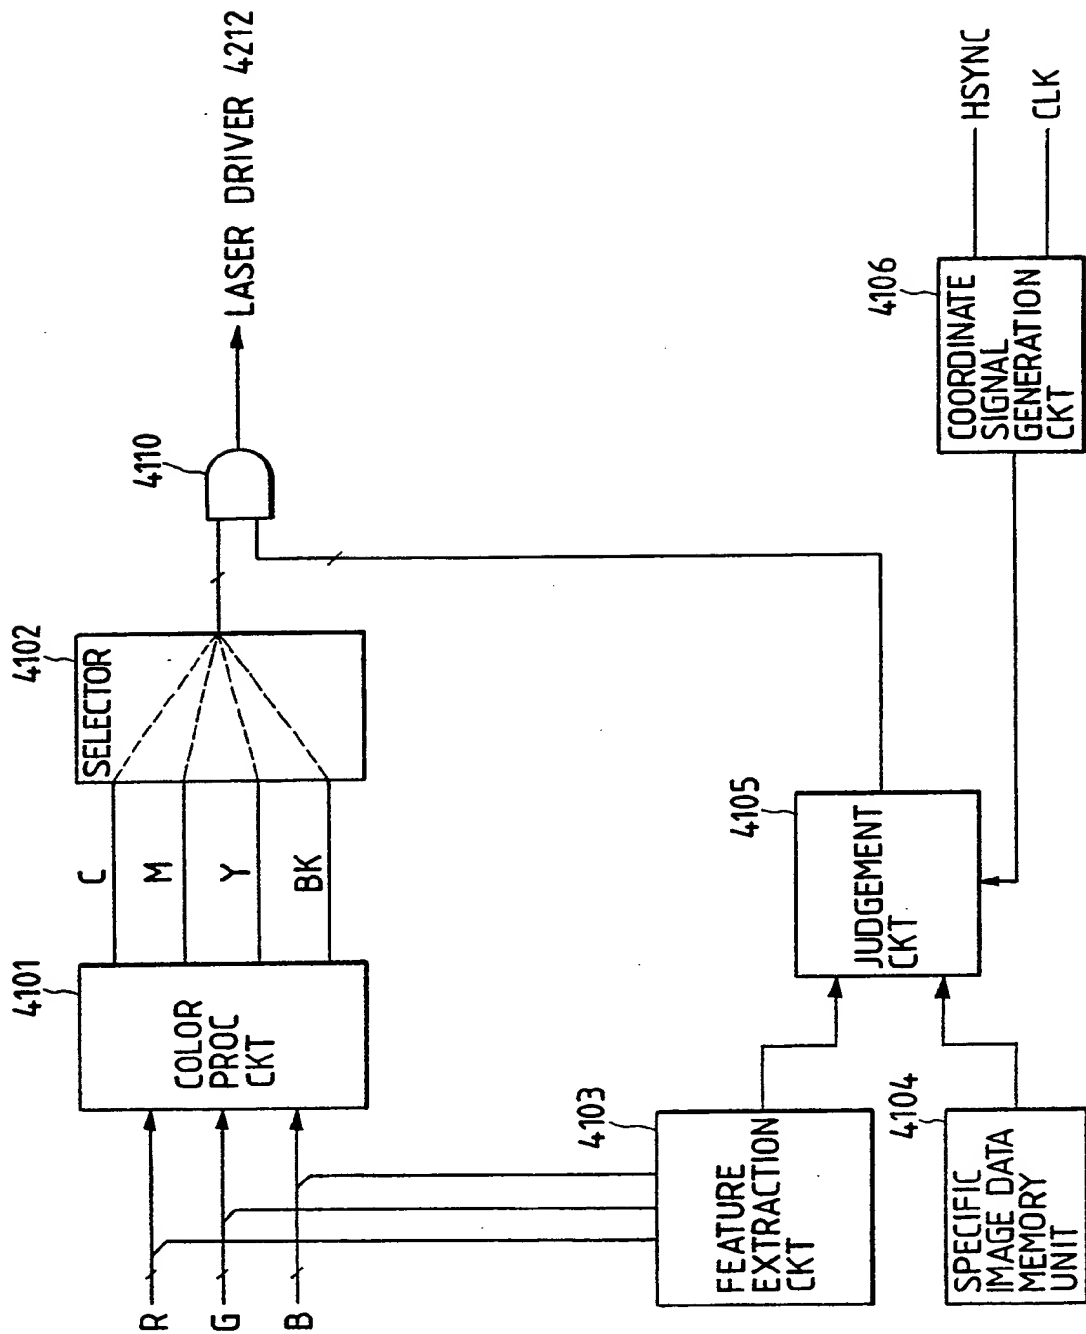 R
G
B
4101
COLOR
PROC
CKT
C
M
Y
BK
4102
SELECTOR
4110
LASER DRIVER 4212
4103
FEATURE
EXTRACTION
CKT
4104
SPECIFIC
IMAGE DATA
MEMORY
UNIT
4105
JUDGEMENT
CKT
4106
COORDINATE
SIGNAL
GENERATION
CKT
HSYNC
CLK